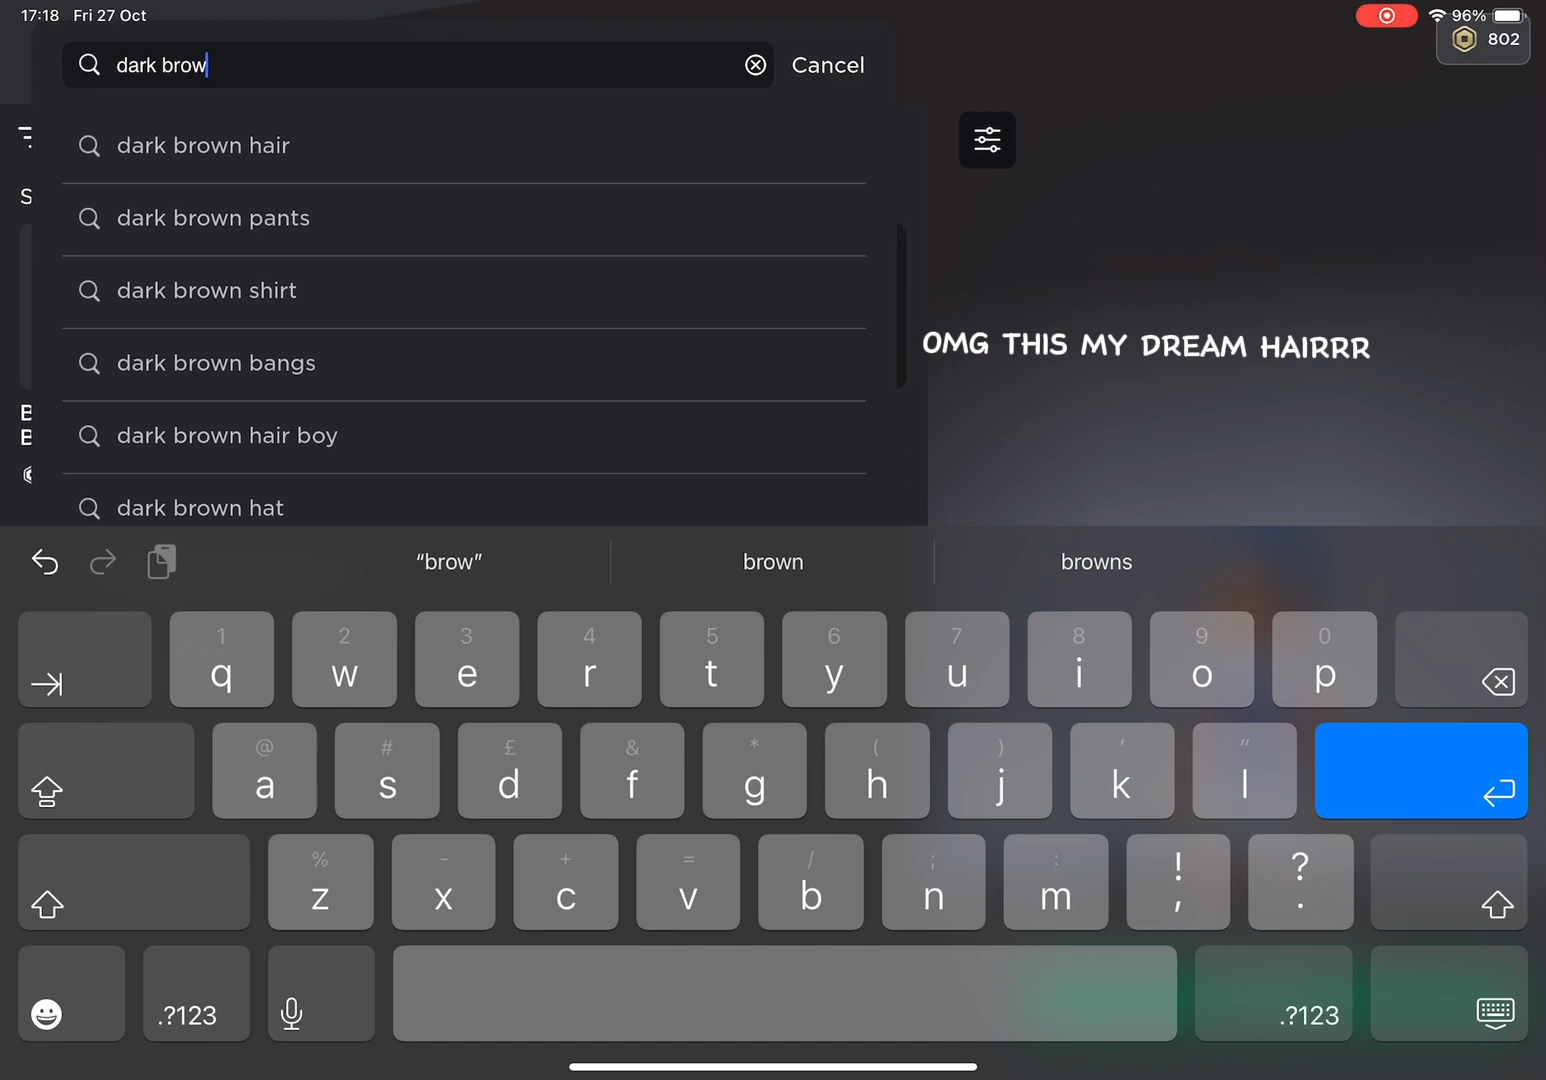 17:18 Fri 27 Oct 96%
802
dark brow Cancel
dark brown hair
S
dark brown pants
dark brown shirt
OMG THIS MY DREAM HAIRRR
dark brown bangs
B
B
dark brown hair boy
dark brown hat
“brow” brown browns
1 2 3 4 5 6 7 8 9 0
q w e r t y u i o p
@ # £ & * ( ) ' "
a s d f g h j k l
% - + = / ; : ! ?
z x c v b n m , .
.?123 .?123